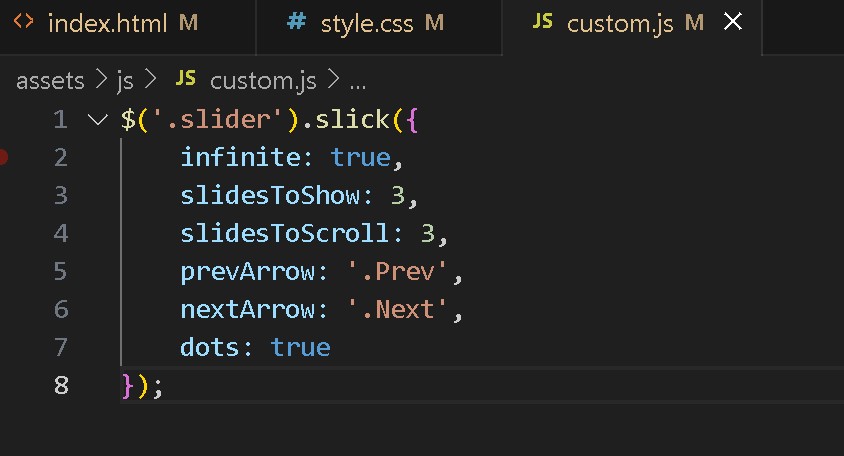 <> index.html M # style.css M JS custom.js M ×
assets > js > JS custom.js > ...
1 $('.slider').slick({
2 infinite: true,
3 slidesToShow: 3,
4 slidesToScroll: 3,
5 prevArrow: '.Prev',
6 nextArrow: '.Next',
7 dots: true
8 });